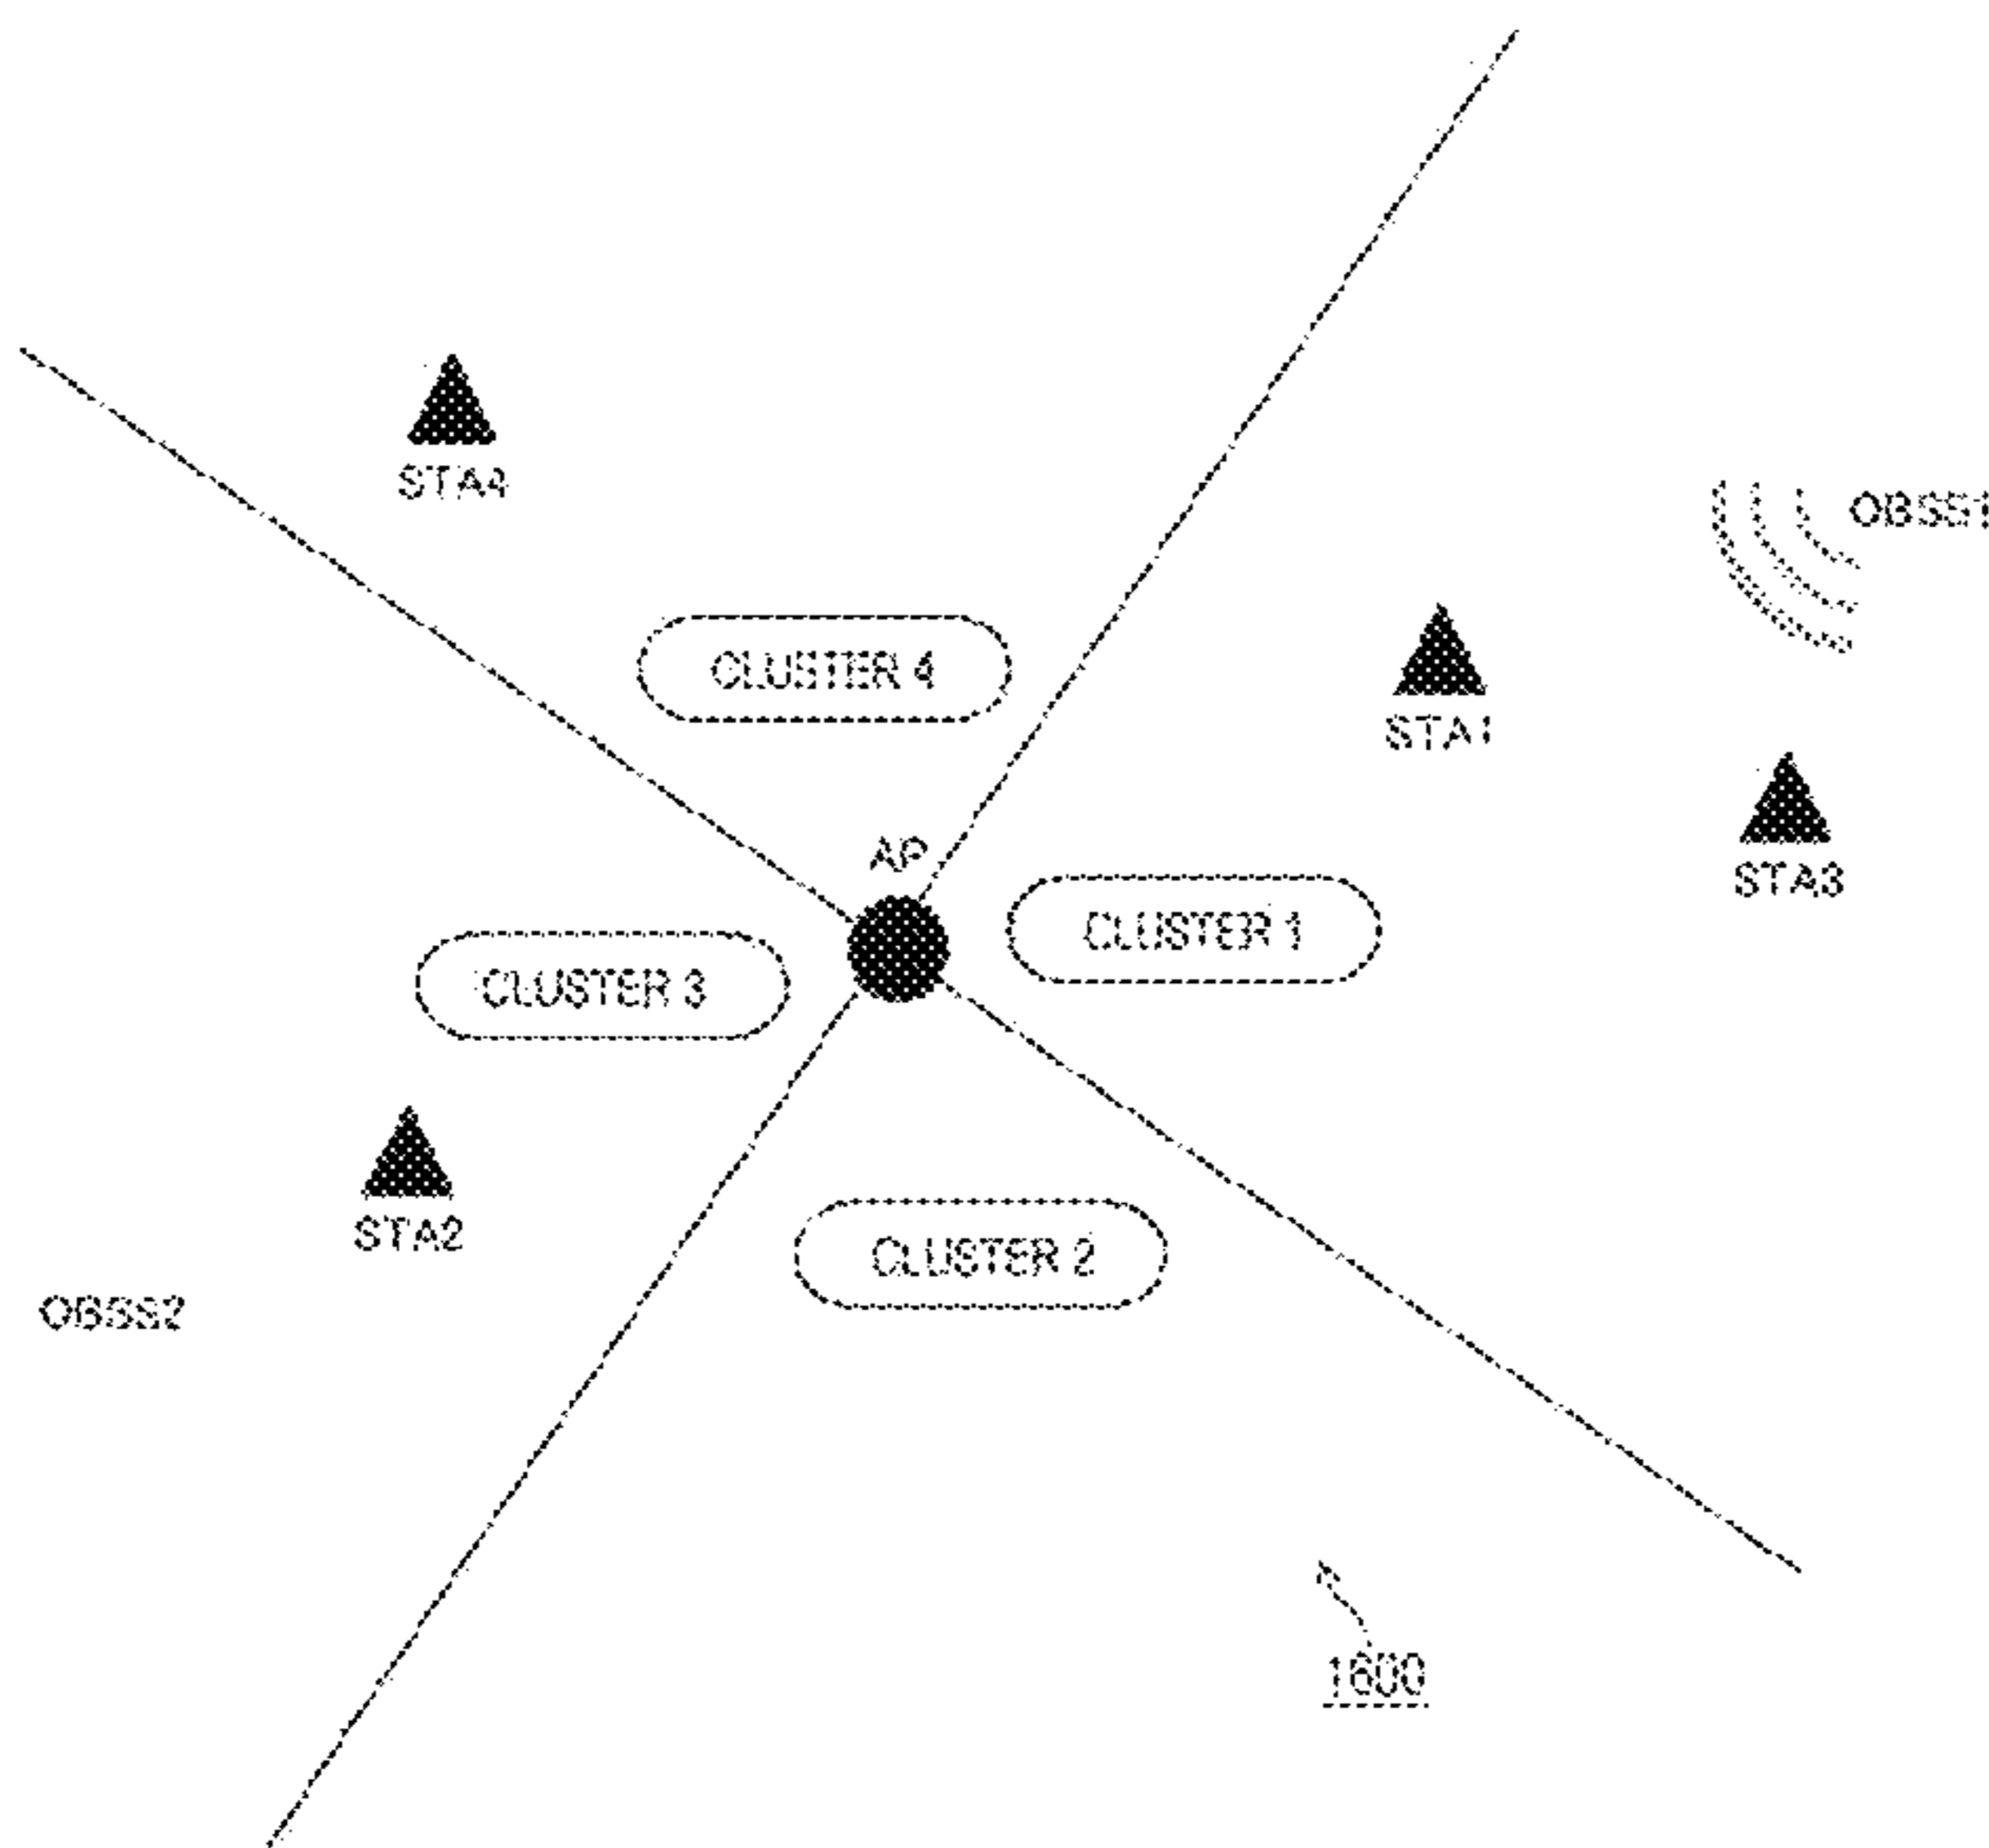 STA4
OBSS1
CLUSTER 4
STA1
AP
STA3
CLUSTER 1
CLUSTER 3
STA2
CLUSTER 2
OBSS2
1600